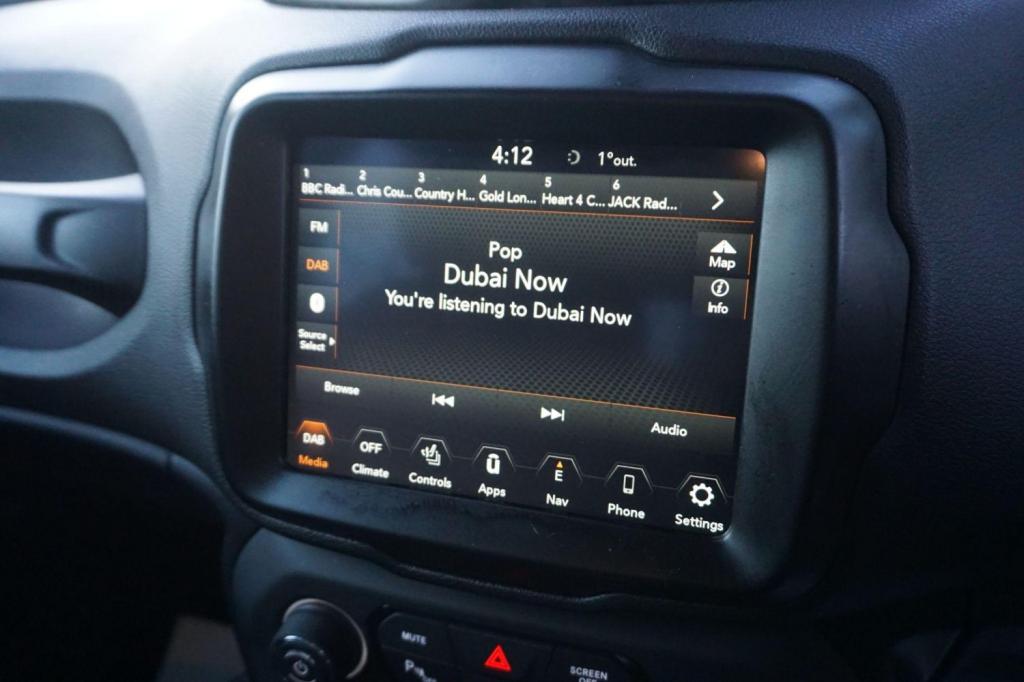 4:12 1°out.
1 2 3 4 5 6
BBC Radi... Chris Cou... Country H... Gold Lon... Heart 4 C... JACK Rad...
FM
DAB
Source
Select
Pop
Dubai Now
You're listening to Dubai Now
Map
Info
Browse
Audio
DAB OFF E
Media Climate Controls Apps Nav Phone Settings
MUTE
SCREEN
OFF